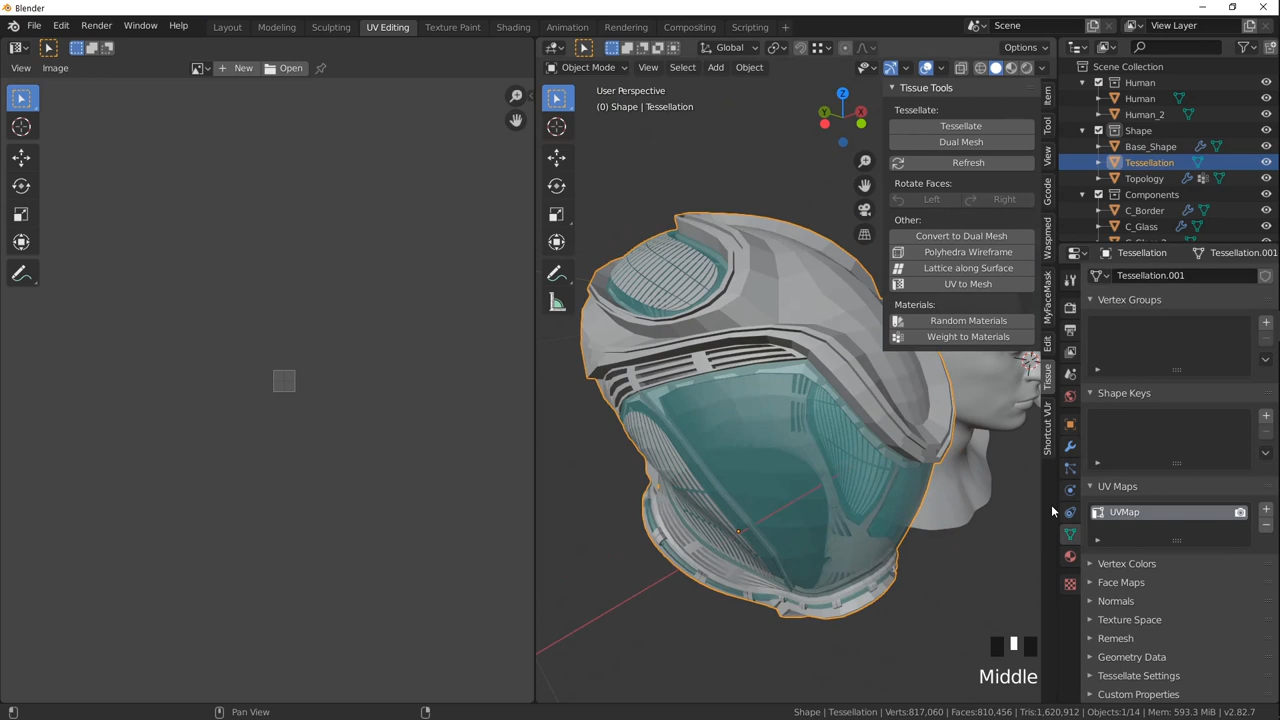 Blender
File Edit Render Window Help
Layout Modeling Sculpting UV Editing Texture Paint Shading Animation Rendering Compositing Scripting +
Scene
View Layer
Global
Options
View Image
New
Open
Object Mode
View Select Add Object
User Perspective
(0) Shape | Tessellation
Z
Y
X
Tissue Tools
Tessellate:
Tessellate
Dual Mesh
Refresh
Rotate Faces:
Left
Right
Other:
Convert to Dual Mesh
Polyhedra Wireframe
Lattice along Surface
UV to Mesh
Materials:
Random Materials
Weight to Materials
Item
Tool
View
Gcode
Waspmed
MyFaceMask
Edit
Tissue
Shortcut VUr
Scene Collection
Human
Human
Human_2
Shape
Base_Shape
Tessellation
Topology
Components
C_Border
C_Glass
Tessellation
Tessellation.001
Tessellation.001
Vertex Groups
Shape Keys
UV Maps
UVMap
Vertex Colors
Face Maps
Normals
Texture Space
Remesh
Geometry Data
Tessellate Settings
Custom Properties
Middle
Pan View
Shape | Tessellation | Verts:817,060 | Faces:810,456 | Tris:1,620,912 | Objects:1/14 | Mem: 593.3 MiB | v2.82.7